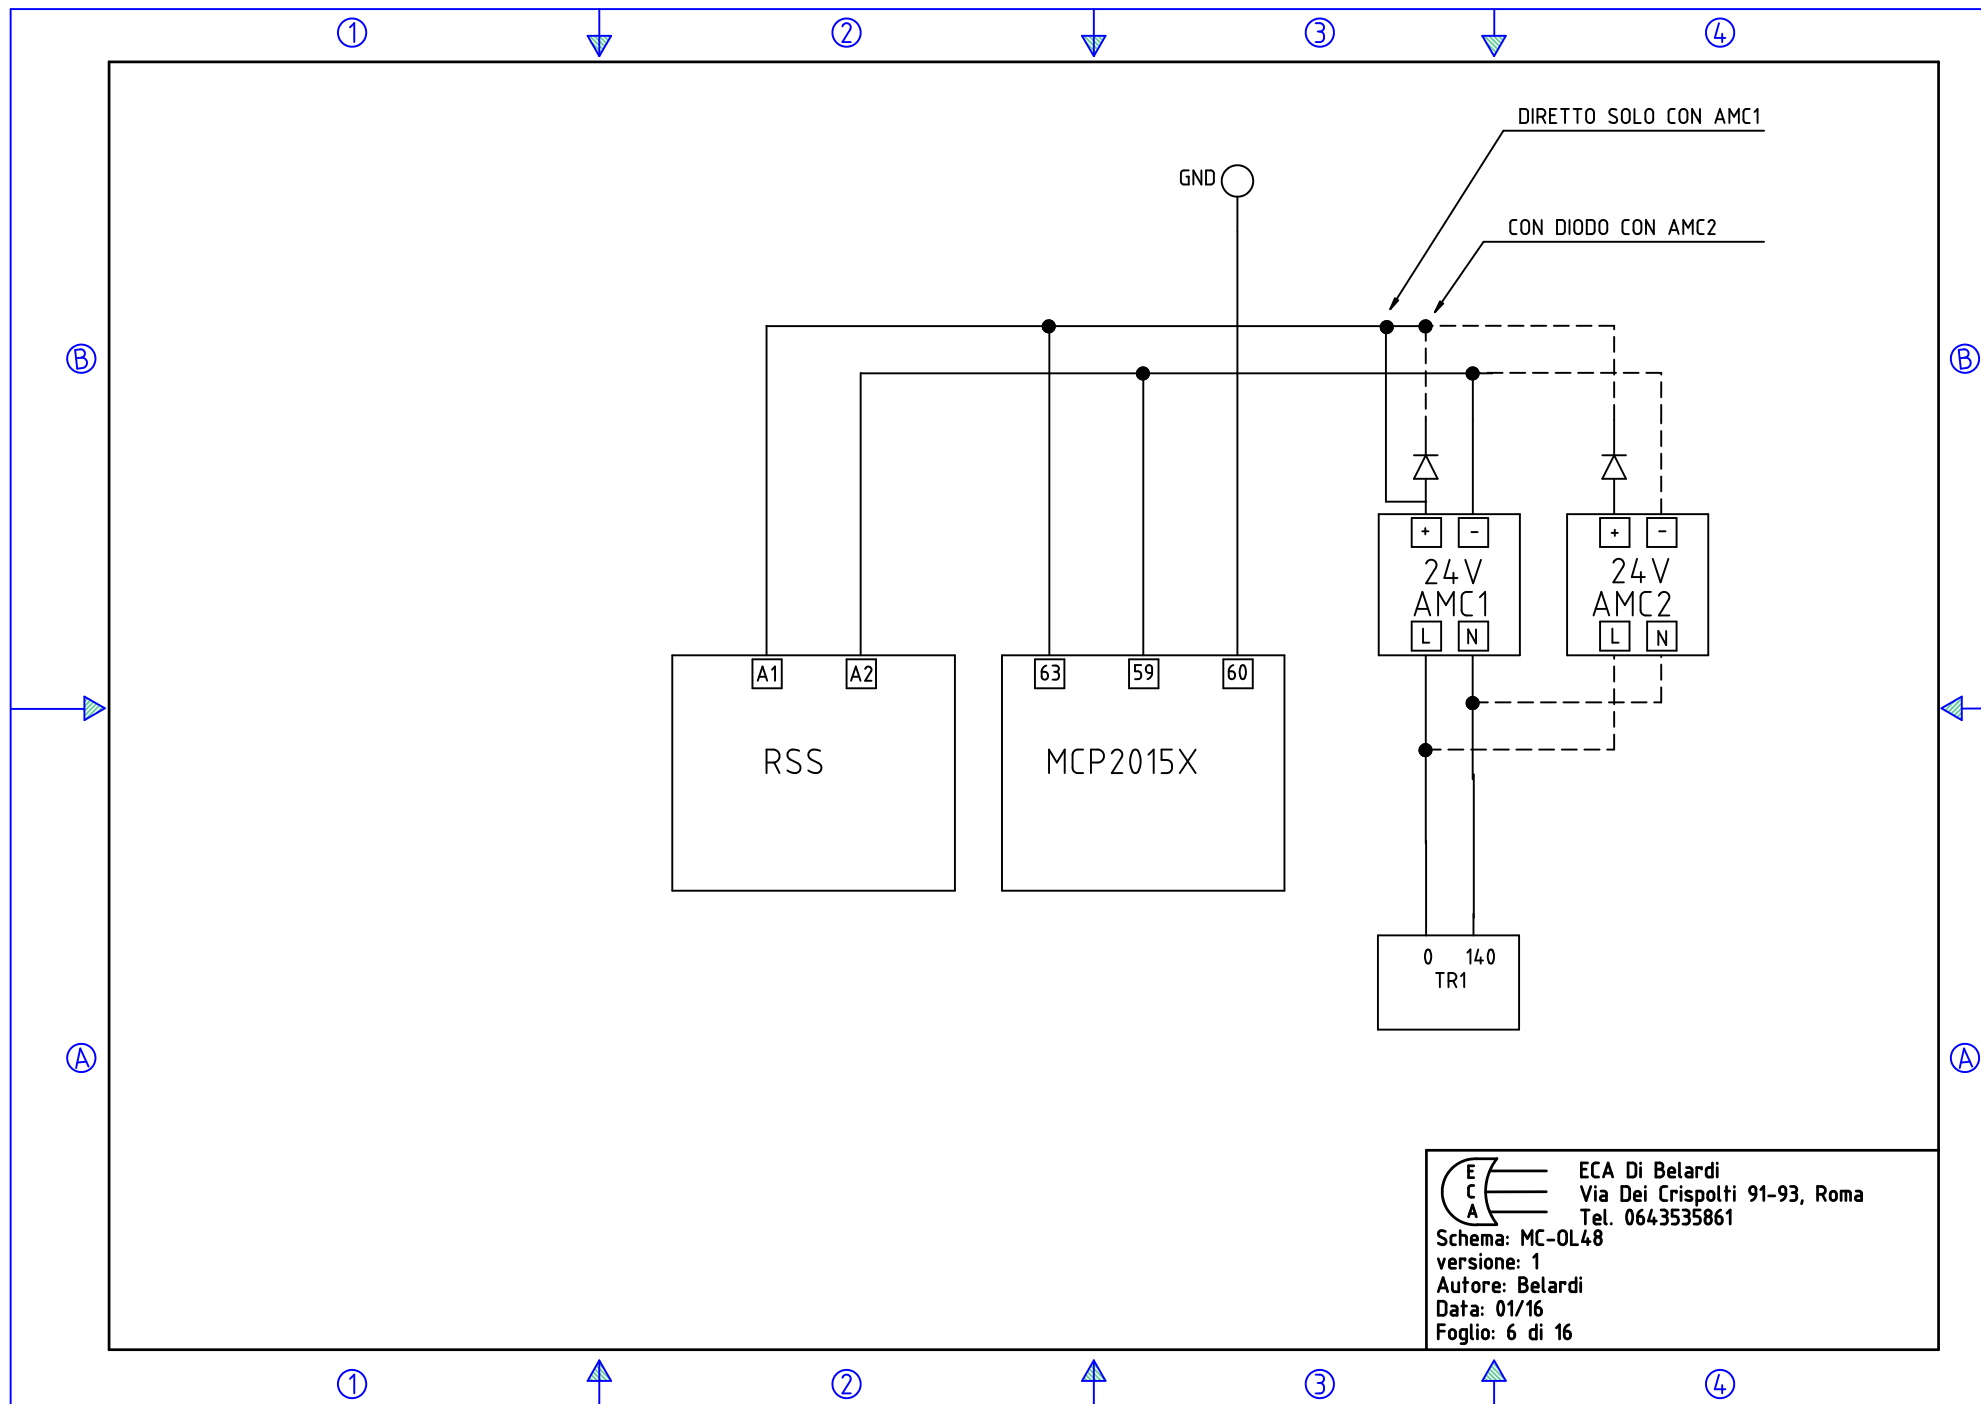 1 2 3 4
DIRETTO SOLO CON AMC1
GND
CON DIODO CON AMC2
B B
+ - + -
24V 24V
AMC1 AMC2
L N L N
A1 A2 63 59 60
RSS MCP2015X
0 140
TR1
A A
E
C
A
ECA Di Belardi
Via Dei Crispolti 91-93, Roma
Tel. 0643535861
Schema: MC-OL48
versione: 1
Autore: Belardi
Data: 01/16
Foglio: 6 di 16
1 2 3 4